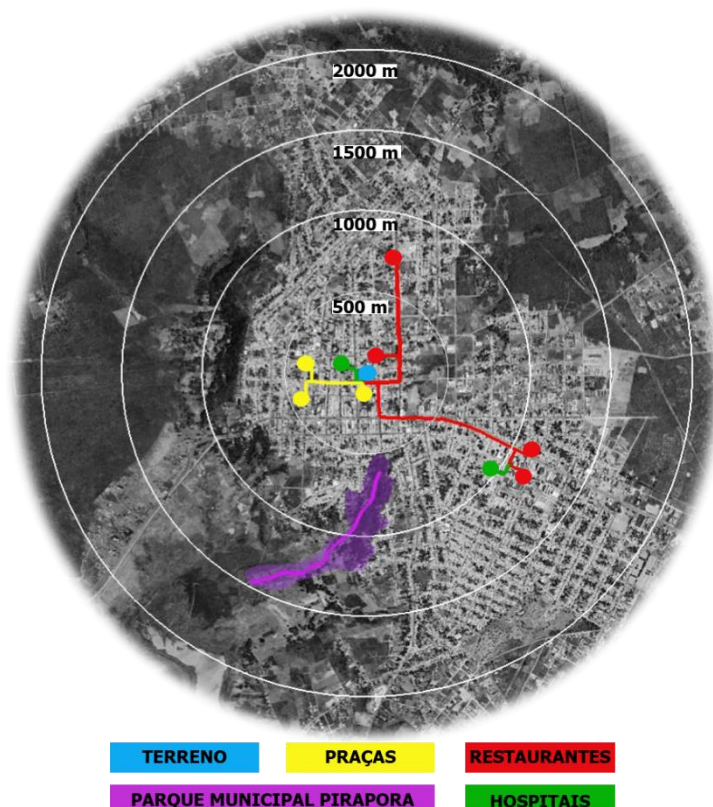 2000 m
1500 m
1000 m
500 m
TERRENO
PRAÇAS
RESTAURANTES
PARQUE MUNICIPAL PIRAPORA
HOSPITAIS